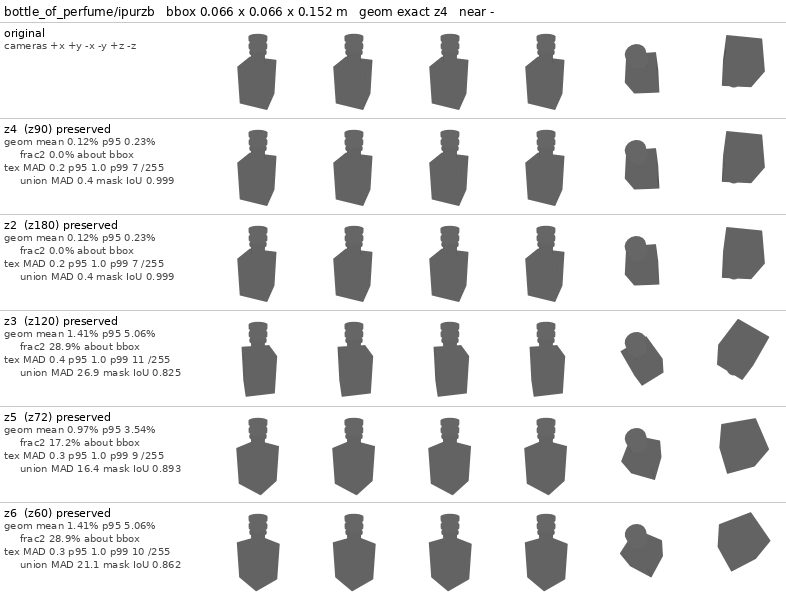 bottle_of_perfume/ipurzb   bbox 0.066 x 0.066 x 0.152 m   geom exact z4   near -
original
cameras +x +y -x -y +z -z
z4  (z90) preserved
geom mean 0.12% p95 0.23%
frac2 0.0% about bbox
tex MAD 0.2 p95 1.0 p99 7 /255
union MAD 0.4 mask IoU 0.999
z2  (z180) preserved
geom mean 0.12% p95 0.23%
frac2 0.0% about bbox
tex MAD 0.2 p95 1.0 p99 7 /255
union MAD 0.4 mask IoU 0.999
z3  (z120) preserved
geom mean 1.41% p95 5.06%
frac2 28.9% about bbox
tex MAD 0.4 p95 1.0 p99 11 /255
union MAD 26.9 mask IoU 0.825
z5  (z72) preserved
geom mean 0.97% p95 3.54%
frac2 17.2% about bbox
tex MAD 0.3 p95 1.0 p99 9 /255
union MAD 16.4 mask IoU 0.893
z6  (z60) preserved
geom mean 1.41% p95 5.06%
frac2 28.9% about bbox
tex MAD 0.3 p95 1.0 p99 10 /255
union MAD 21.1 mask IoU 0.862